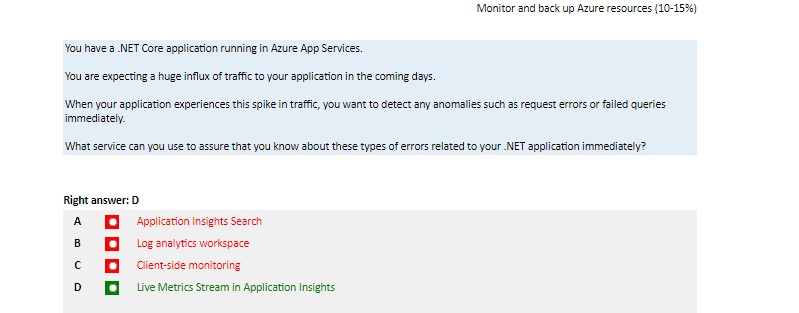 Monitor and back up Azure resources (10-15%)
You have a .NET Core application running in Azure App Services.
You are expecting a huge influx of traffic to your application in the coming days.
When your application experiences this spike in traffic, you want to detect any anomalies such as request errors or failed queries
immediately.
What service can you use to assure that you know about these types of errors related to your .NET application immediately?
Right answer: D
A Application Insights Search
B Log analytics workspace
C Client-side monitoring
D Live Metrics Stream in Application Insights